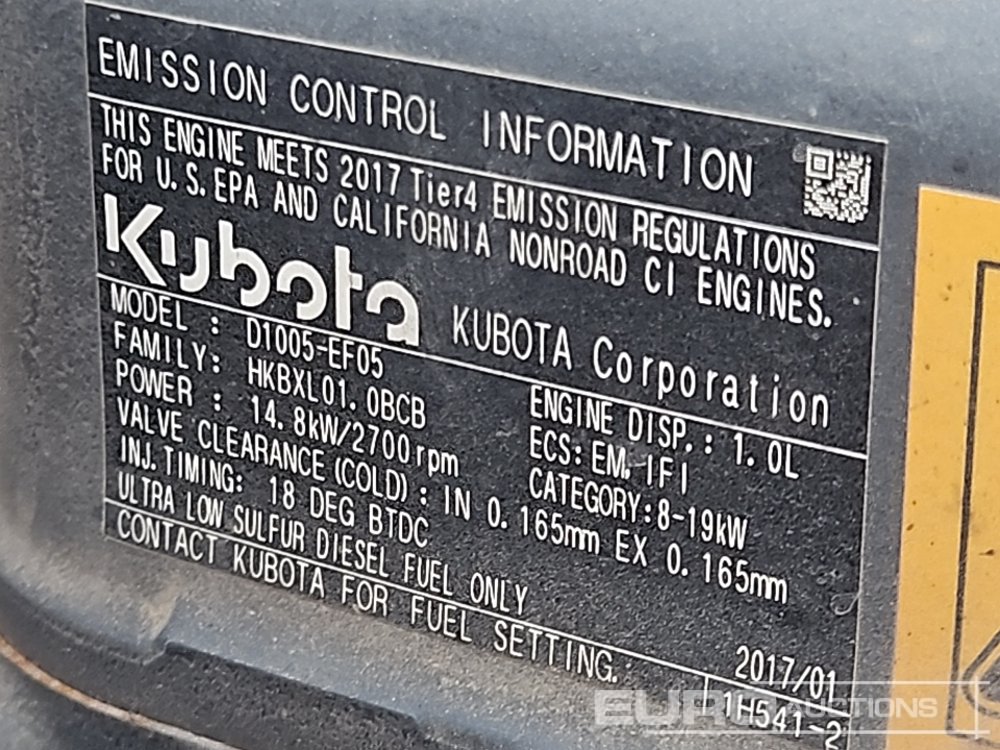 EMISSION CONTROL INFORMATION
THIS ENGINE MEETS 2017 Tier4 EMISSION REGULATIONS
FOR U.S.EPA AND CALIFORNIA NONROAD CI ENGINES.
Kubota KUBOTA Corporation
MODEL : D1005-EF05 ENGINE DISP.: 1.0L
FAMILY: HKBXL01.0BCB ECS: EM. IFI
POWER : 14.8kW/2700rpm CATEGORY:8-19kW
VALVE CLEARANCE(COLD): IN 0.165mm EX 0.165mm
INJ.TIMING: 18 DEG BTDC
ULTRA LOW SULFUR DIESEL FUEL ONLY
CONTACT KUBOTA FOR FUEL SETTING. 2017/01
1H541-2
EURO AUCTIONS